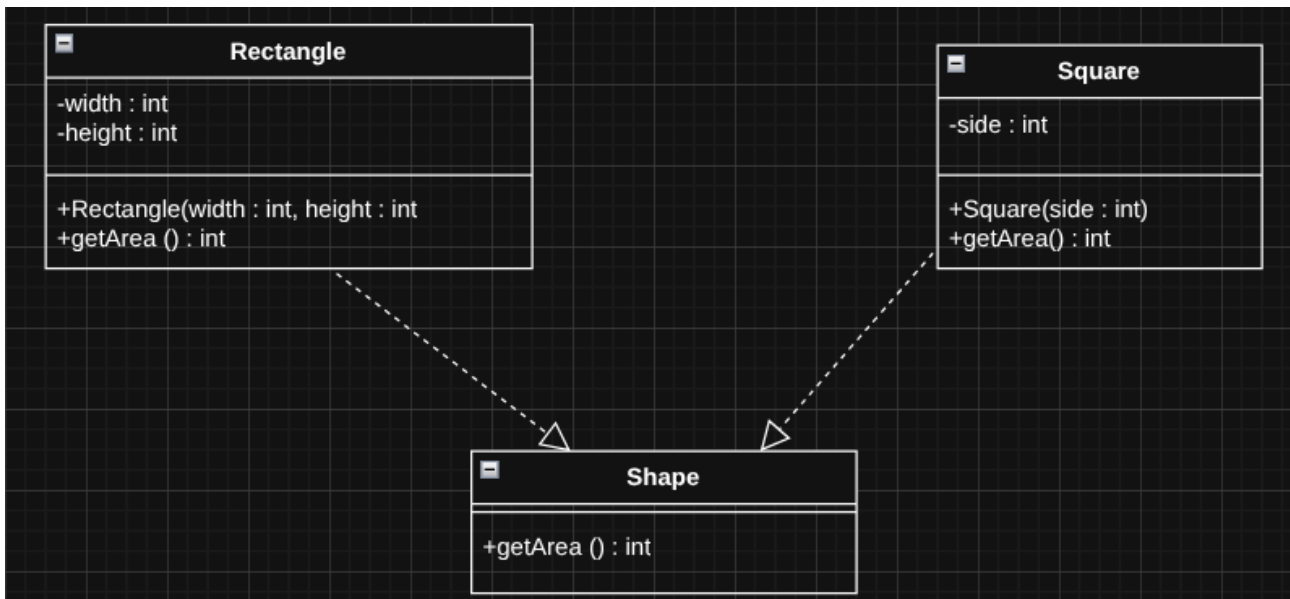 Rectangle
-width : int
-height : int
+Rectangle(width : int, height : int
+getArea () : int
Square
-side : int
+Square(side : int)
+getArea() : int
Shape
+getArea () : int